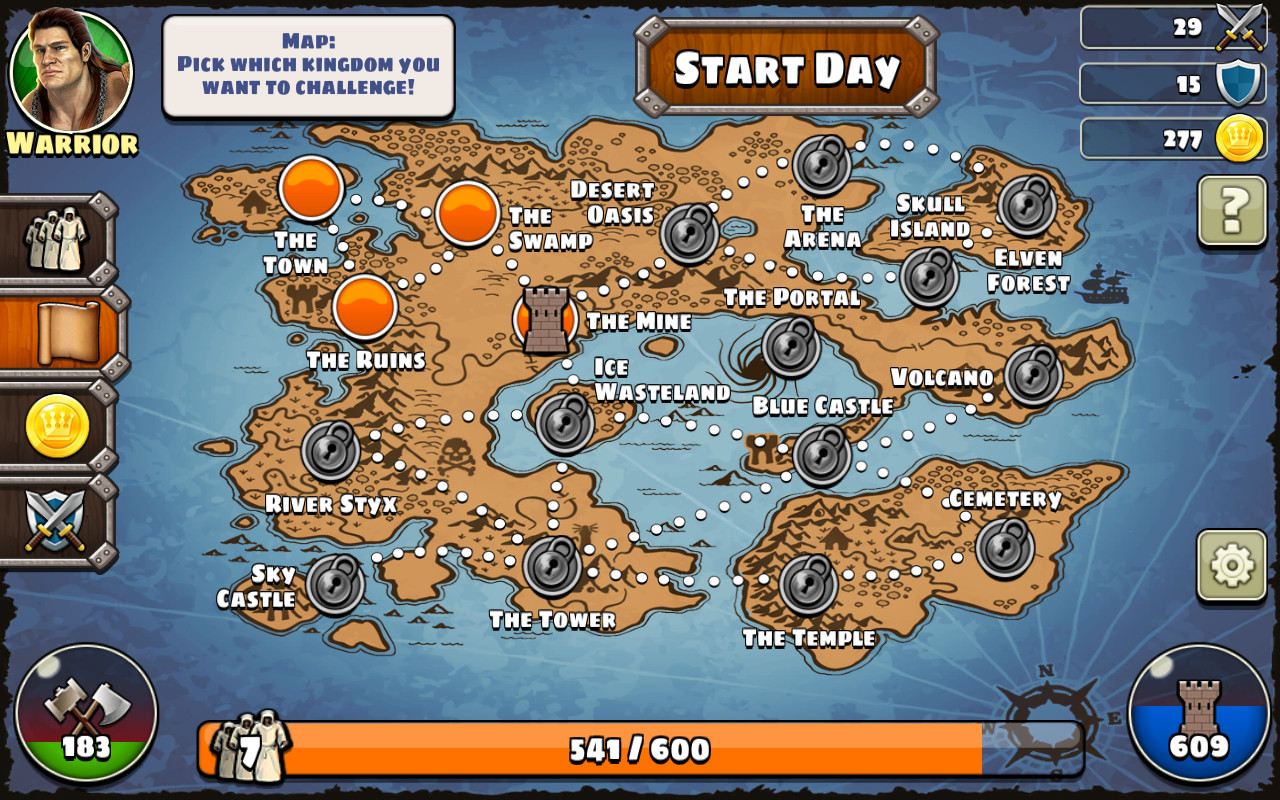 WARRIOR
MAP:
PICK WHICH KINGDOM YOU
WANT TO CHALLENGE!
START DAY
29
15
277
?
THE
TOWN
THE
SWAMP
DESERT
OASIS
THE
ARENA
SKULL
ISLAND
ELVEN
FOREST
THE RUINS
THE MINE
THE PORTAL
ICE
WASTELAND
BLUE CASTLE
VOLCANO
RIVER STYX
CEMETERY
SKY
CASTLE
THE TOWER
THE TEMPLE
N
W
E
S
183
7
541 / 600
609